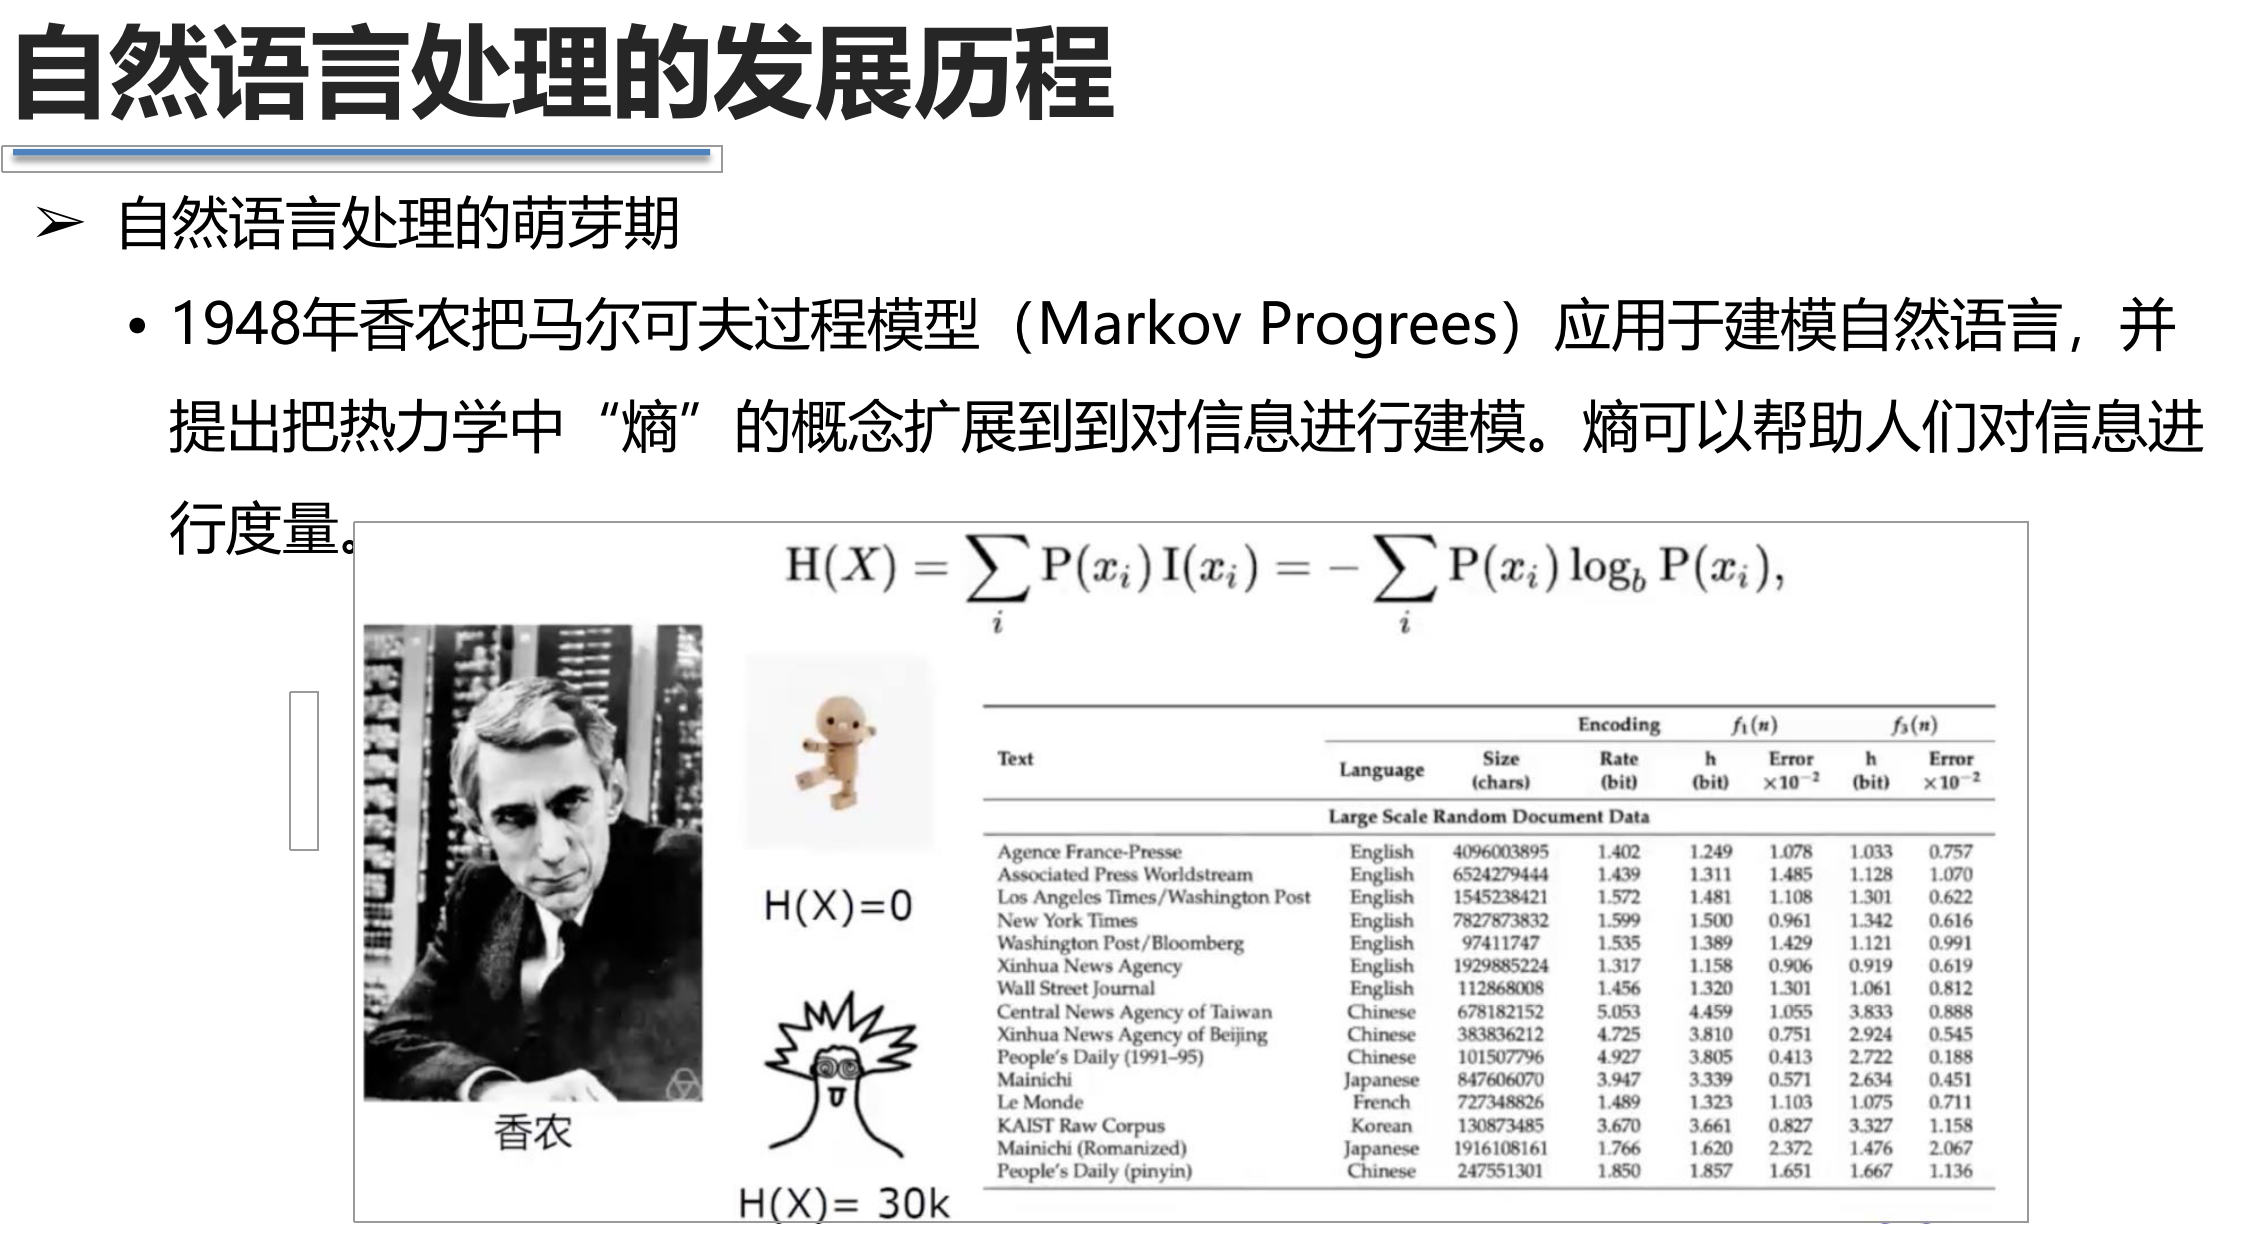 自然语言处理的发展历程
➢ 自然语言处理的萌芽期
• 1948年香农把马尔可夫过程模型（Markov Progrees）应用于建模自然语言，并
提出把热力学中“熵”的概念扩展到到对信息进行建模。熵可以帮助人们对信息进
行度量。
H(X) = ∑_i P(x_i) I(x_i) = − ∑_i P(x_i) log_b P(x_i),
香农
H(X)=0
H(X)= 30k
Encoding f₁(n) f₃(n)
Text Language Size (chars) Rate (bit) h (bit) Error ×10⁻² h (bit) Error ×10⁻²
Large Scale Random Document Data
Agence France-Presse English 4096003895 1.402 1.249 1.078 1.033 0.757
Associated Press Worldstream English 6524279444 1.439 1.311 1.485 1.128 1.070
Los Angeles Times/Washington Post English 1545238421 1.572 1.481 1.108 1.301 0.622
New York Times English 7827873832 1.599 1.500 0.961 1.342 0.616
Washington Post/Bloomberg English 97411747 1.535 1.389 1.429 1.121 0.991
Xinhua News Agency English 1929885224 1.317 1.158 0.906 0.919 0.619
Wall Street Journal English 112868008 1.456 1.320 1.301 1.061 0.812
Central News Agency of Taiwan Chinese 678182152 5.053 4.459 1.055 3.833 0.888
Xinhua News Agency of Beijing Chinese 383836212 4.725 3.810 0.751 2.924 0.545
People's Daily (1991–95) Chinese 101507796 4.927 3.805 0.413 2.722 0.188
Mainichi Japanese 847606070 3.947 3.339 0.571 2.634 0.451
Le Monde French 727348826 1.489 1.323 1.103 1.075 0.711
KAIST Raw Corpus Korean 130873485 3.670 3.661 0.827 3.327 1.158
Mainichi (Romanized) Japanese 1916108161 1.766 1.620 2.372 1.476 2.067
People's Daily (pinyin) Chinese 247551301 1.850 1.857 1.651 1.667 1.136